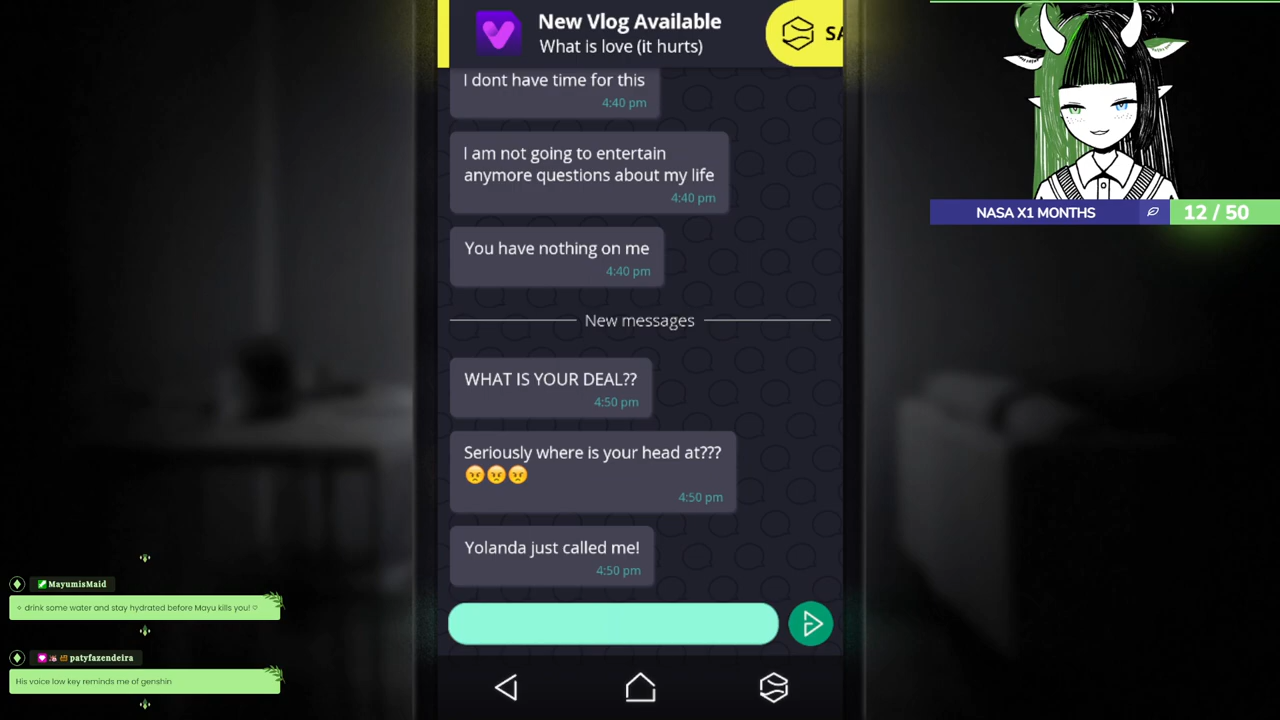 New Vlog Available
What is love (it hurts)
SA
I dont have time for this
4:40 pm
I am not going to entertain
anymore questions about my life
4:40 pm
You have nothing on me
4:40 pm
New messages
WHAT IS YOUR DEAL??
4:50 pm
Seriously where is your head at???
😠😠😠
4:50 pm
Yolanda just called me!
4:50 pm
NASA X1 MONTHS
12 / 50
MayumisMaid
✧ drink some water and stay hydrated before Mayu kills you! ♡
patyfazendeira
His voice low key reminds me of genshin